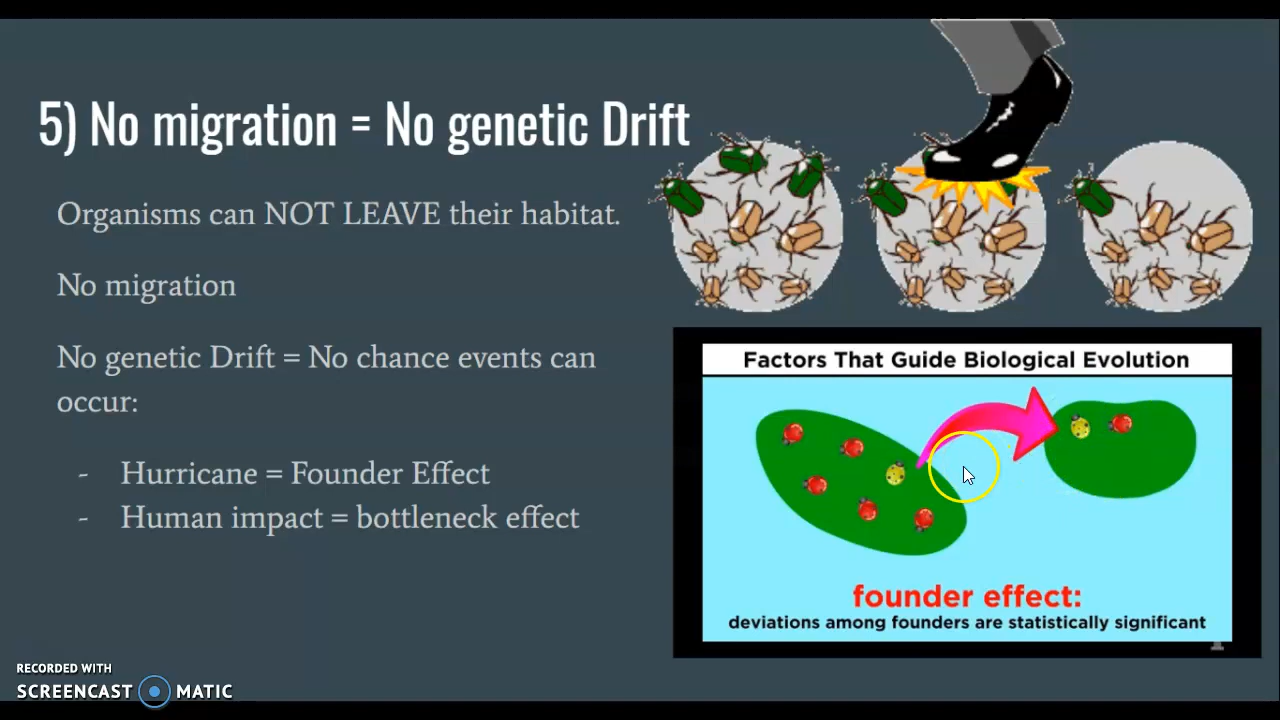 5) No migration = No genetic Drift
Organisms can NOT LEAVE their habitat.
No migration
No genetic Drift = No chance events can
occur:
- Hurricane = Founder Effect
- Human impact = bottleneck effect
Factors That Guide Biological Evolution
founder effect:
deviations among founders are statistically significant
RECORDED WITH
SCREENCAST MATIC